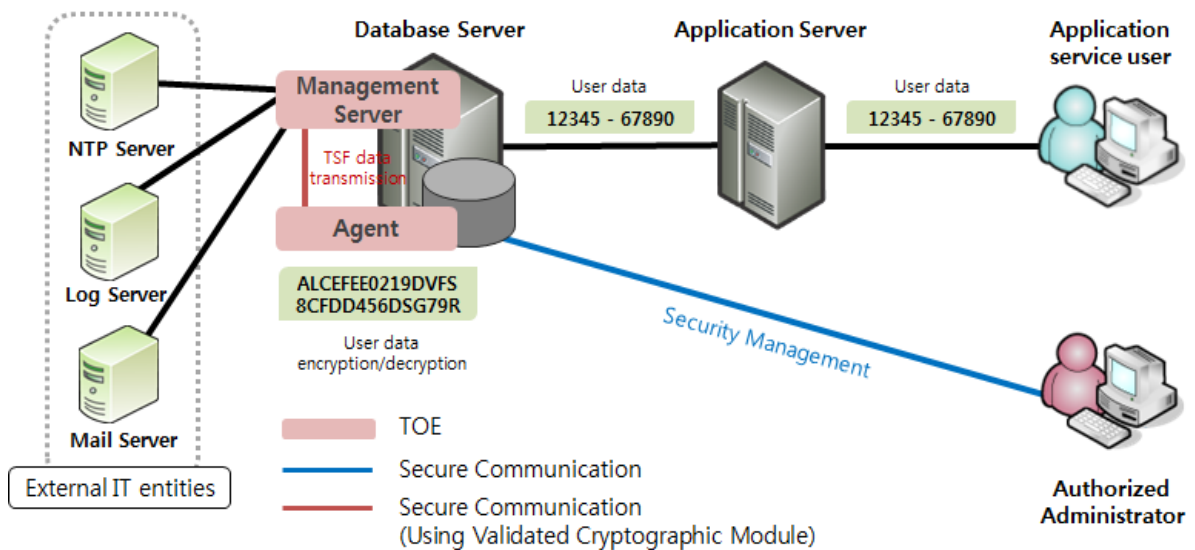 Database Server
Application Server
Application
service user
Management
Server
User data
12345 - 67890
User data
12345 - 67890
NTP Server
TSF data
transmission
Agent
Log Server
ALCEFEE0219DVFS
8CFDD456DSG79R
User data
encryption/decryption
Security Management
Mail Server
External IT entities
TOE
Secure Communication
Secure Communication
(Using Validated Cryptographic Module)
Authorized
Administrator